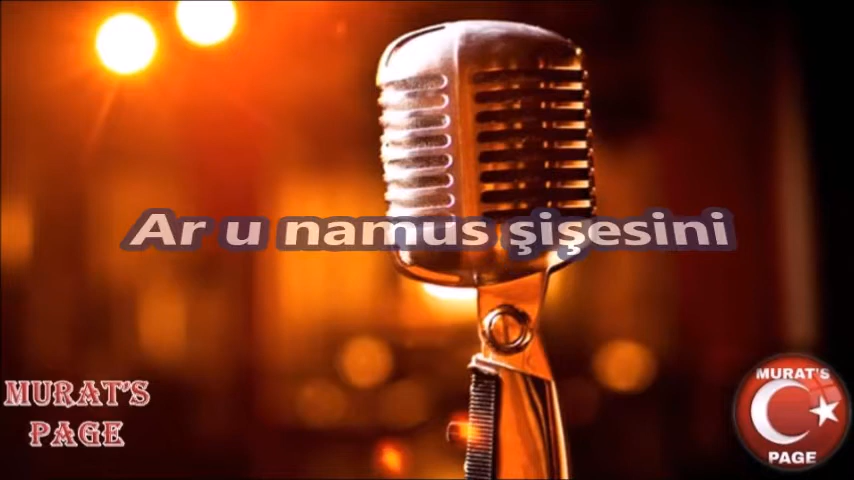 Ar u namus şişesini
MURAT'S
PAGE
MURAT'S
PAGE